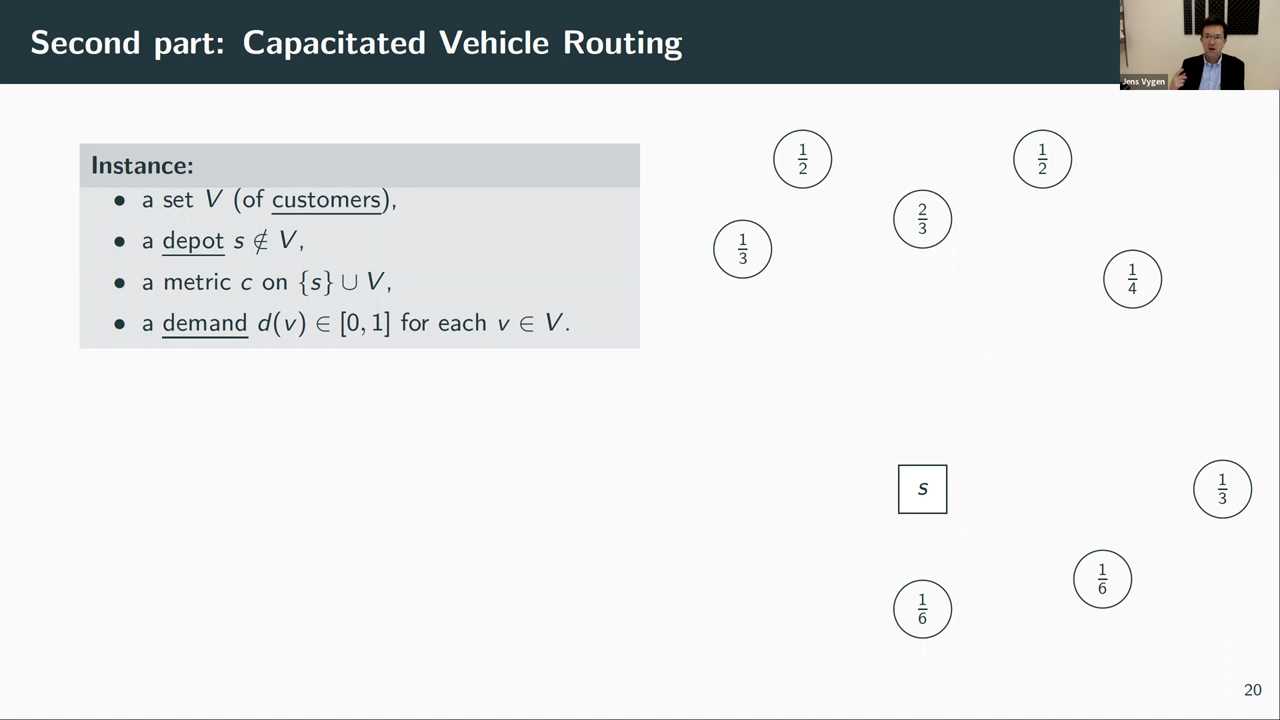 Second part: Capacitated Vehicle Routing
Jens Vygen
Instance:
• a set V (of customers),
• a depot s ∉ V,
• a metric c on {s} ∪ V,
• a demand d(v) ∈ [0, 1] for each v ∈ V.
1/2
1/2
2/3
1/3
1/4
s
1/3
1/6
1/6
20